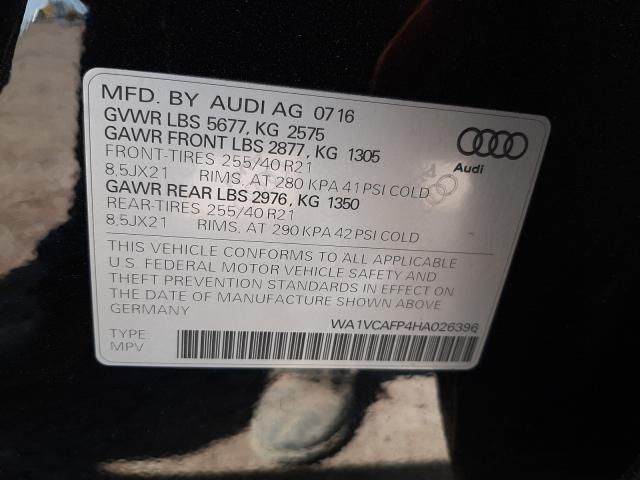 MFD. BY AUDI AG 07 16
GVWR LBS 5677, KG 2575
GAWR FRONT LBS 2877, KG 1305
FRONT-TIRES 255/40 R21
8,5JX21 RIMS, AT 280 KPA 41 PSI COLD
GAWR REAR LBS 2976, KG 1350
REAR-TIRES 255/40 R21
8,5JX21 RIMS, AT 290 KPA 42 PSI COLD
Audi
THIS VEHICLE CONFORMS TO ALL APPLICABLE
U S FEDERAL MOTOR VEHICLE SAFETY AND
THEFT PREVENTION STANDARDS IN EFFECT ON
THE DATE OF MANUFACTURE SHOWN ABOVE
GERMANY
WA1VCAFP4HA026396
TYPE:
MPV